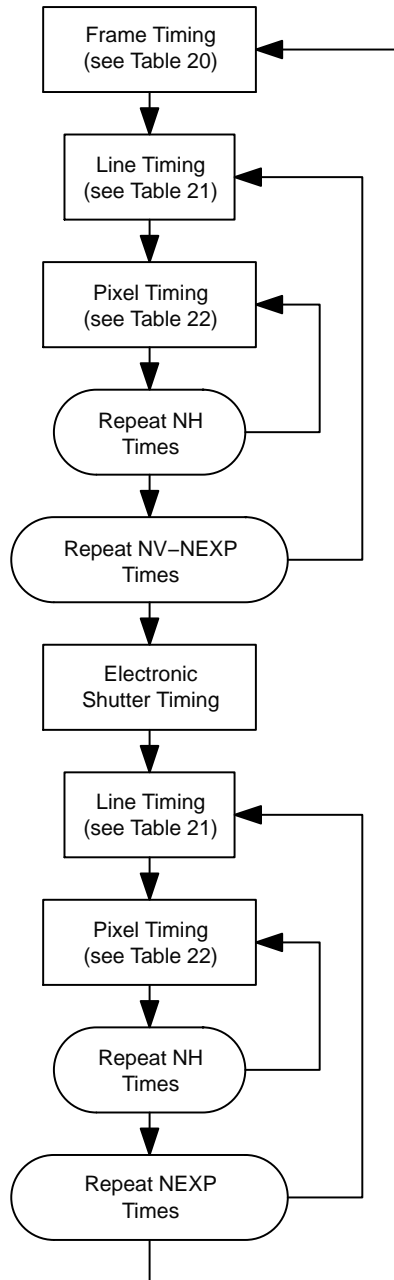 Frame Timing
(see Table 20)
Line Timing
(see Table 21)
Pixel Timing
(see Table 22)
Repeat NH
Times
Repeat NV−NEXP
Times
Electronic
Shutter Timing
Line Timing
(see Table 21)
Pixel Timing
(see Table 22)
Repeat NH
Times
Repeat NEXP
Times